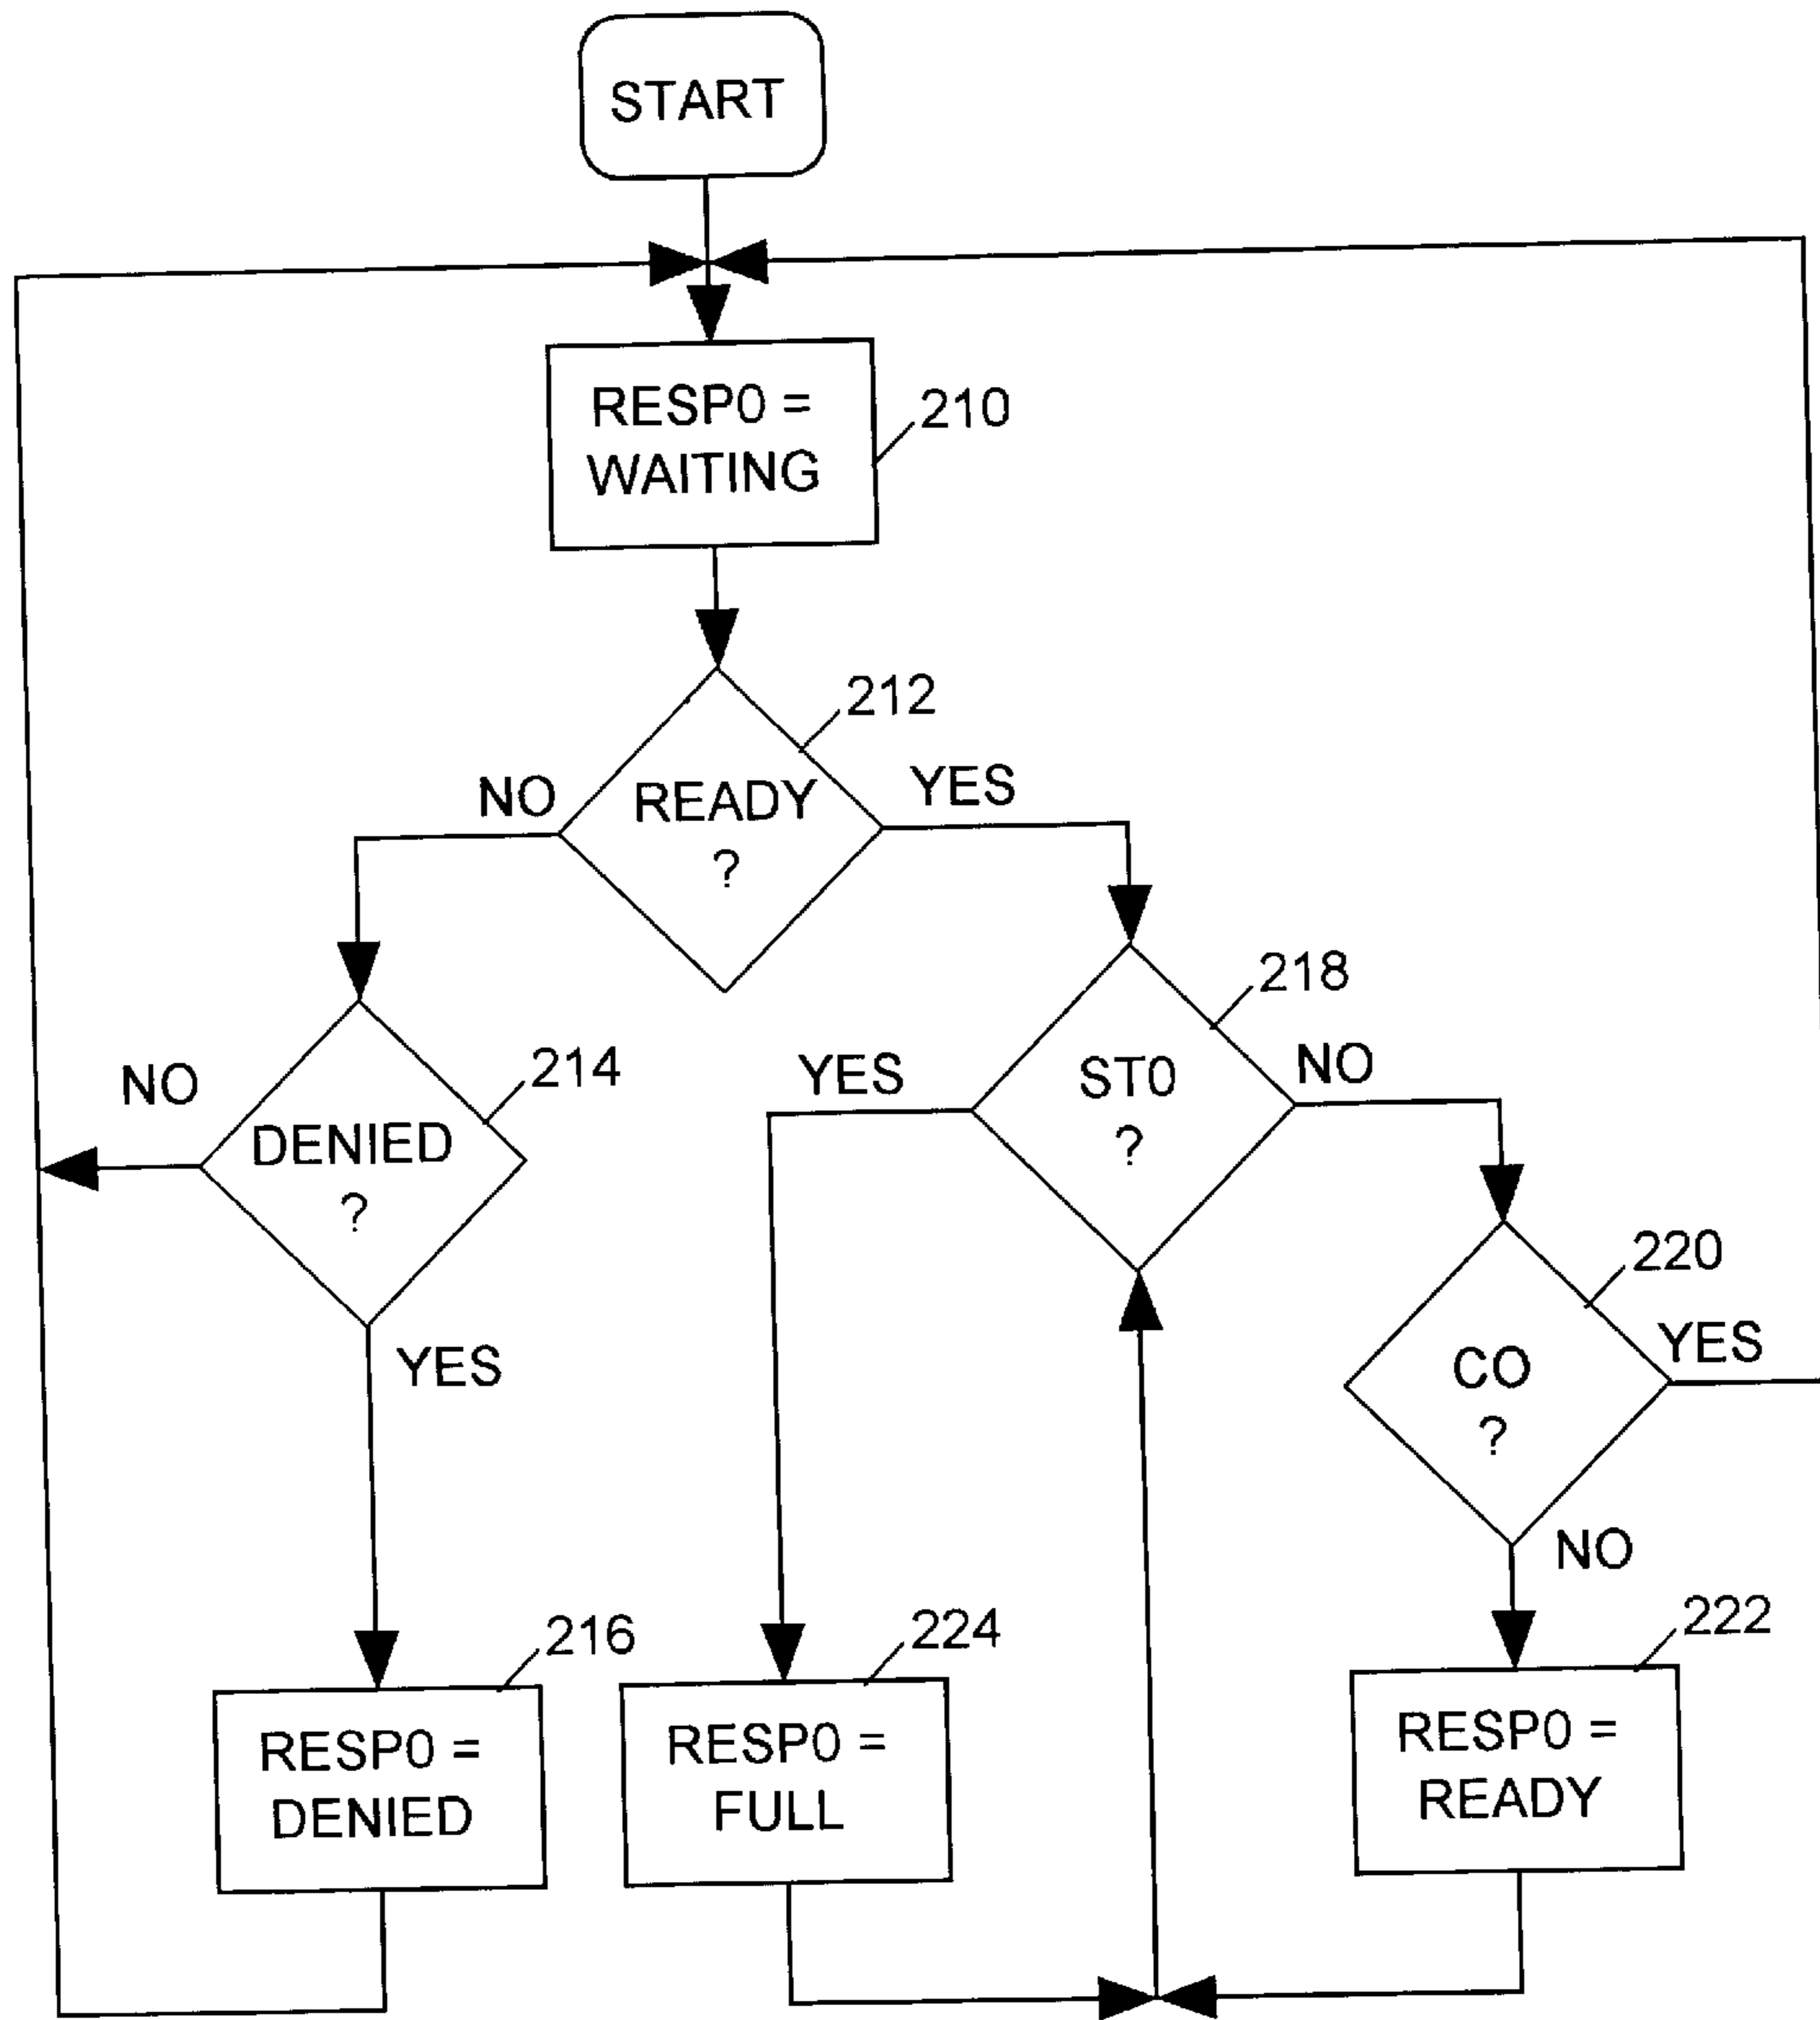 START
RESP0 =
WAITING
210
212
NO
READY
?
YES
218
214
NO
DENIED
?
YES
ST0
?
NO
220
YES
CO
?
YES
NO
216
224
222
RESP0 =
DENIED
RESP0 =
FULL
RESP0 =
READY